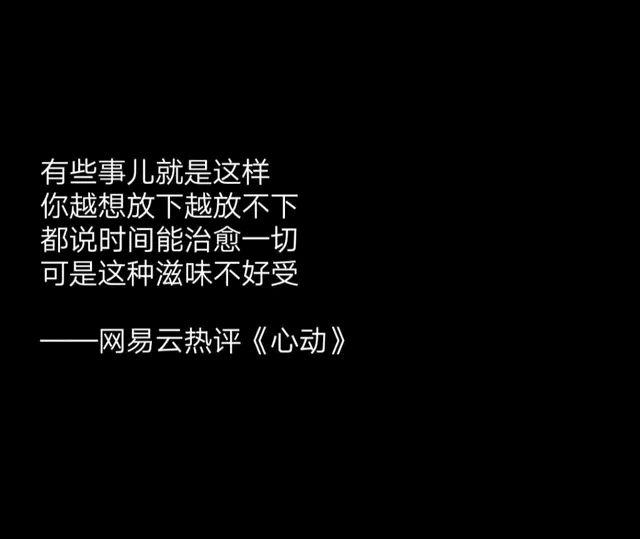 有些事儿就是这样
你越想放下越放不下
都说时间能治愈一切
可是这种滋味不好受
——网易云热评《心动》